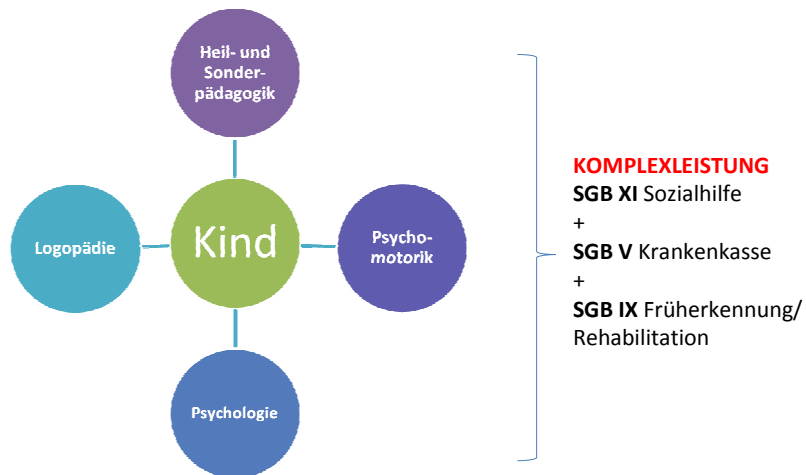 Heil- und
Sonder-
pädagogik
Logopädie
Kind
Psycho-
motorik
Psychologie
KOMPLEXLEISTUNG
SGB XI Sozialhilfe
+
SGB V Krankenkasse
+
SGB IX Früherkennung/
Rehabilitation